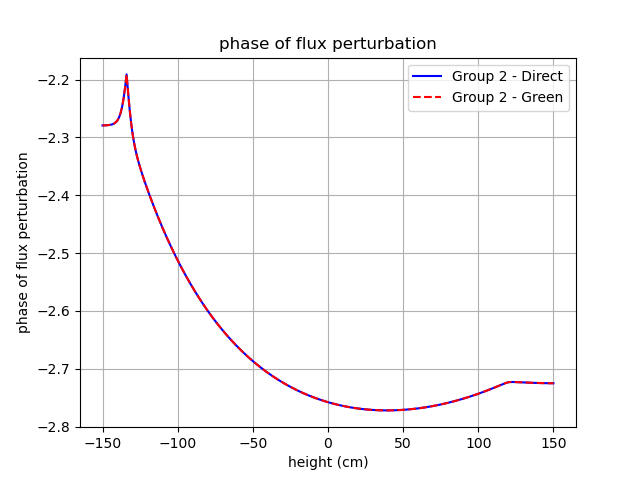 phase of flux perturbation
Group 2 - Direct
Group 2 - Green
phase of flux perturbation
−2.2
−2.3
−2.4
−2.5
−2.6
−2.7
−2.8
−150
−100
−50
0
50
100
150
height (cm)